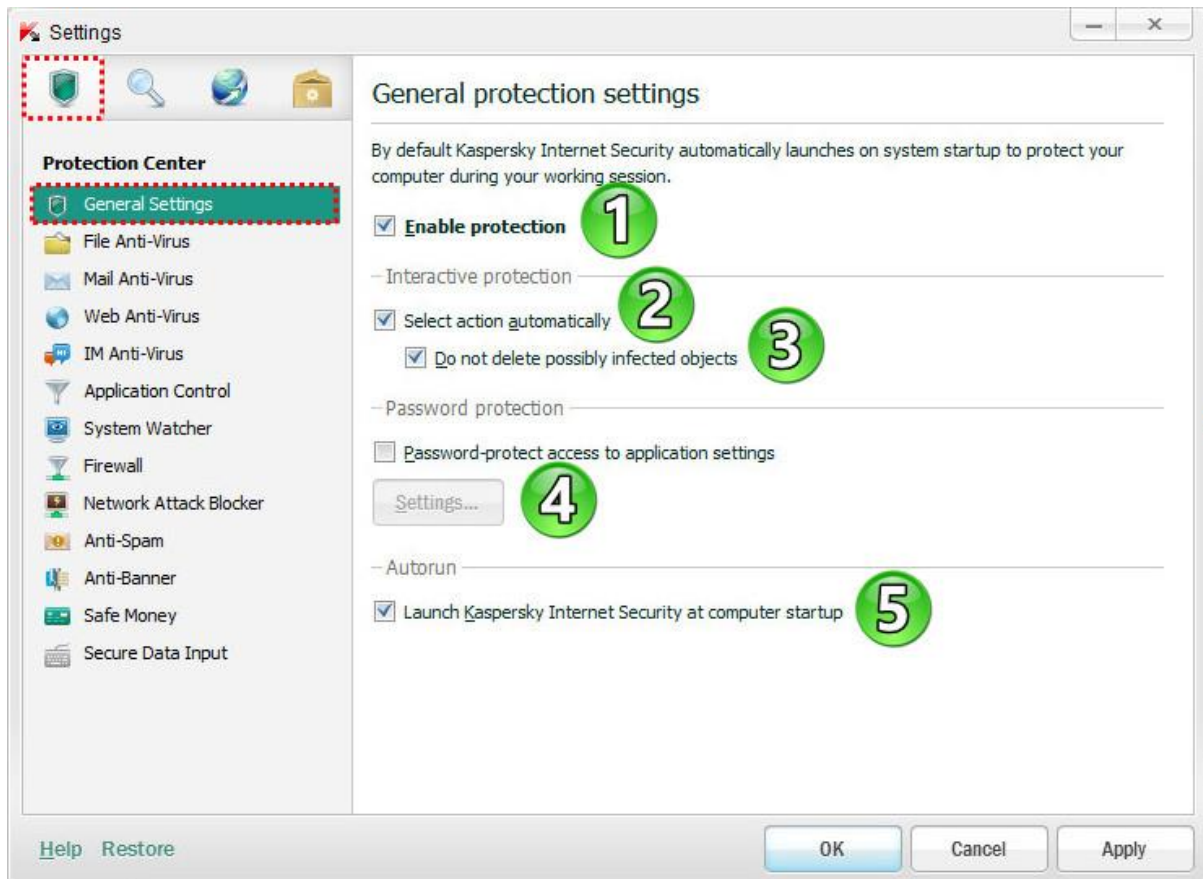 Settings
General protection settings
By default Kaspersky Internet Security automatically launches on system startup to protect your
computer during your working session.
Enable protection
1
Interactive protection
2
Select action automatically
Do not delete possibly infected objects
3
Password protection
Password-protect access to application settings
Settings...
4
Autorun
Launch Kaspersky Internet Security at computer startup
5
Protection Center
General Settings
File Anti-Virus
Mail Anti-Virus
Web Anti-Virus
IM Anti-Virus
Application Control
System Watcher
Firewall
Network Attack Blocker
Anti-Spam
Anti-Banner
Safe Money
Secure Data Input
Help Restore
OK Cancel Apply